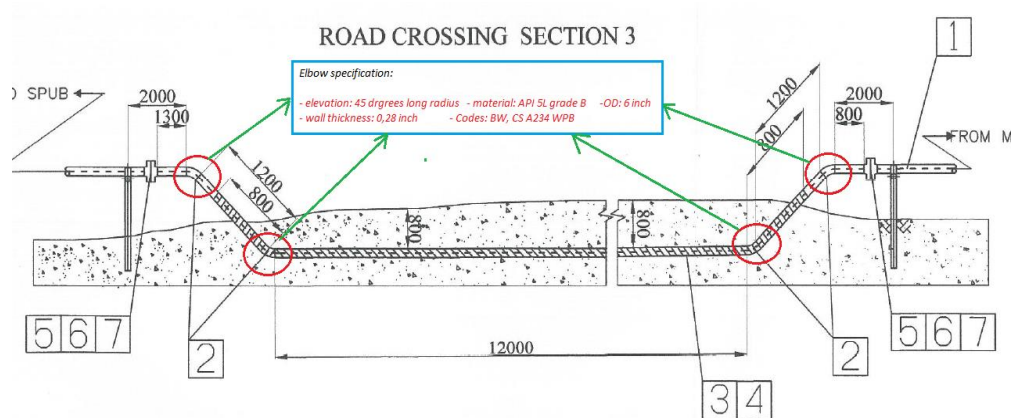 ROAD CROSSING SECTION 3
1
Elbow specification:
- elevation: 45 drgrees long radius - material: API 5L grade B -OD: 6 inch
- wall thickness: 0,28 inch - Codes: BW, CS A234 WPB
O SPUB
2000
1300
1200
800
800
1200
800
800
2000
800
FROM M
5 6 7
2
12000
2
5 6 7
3 4